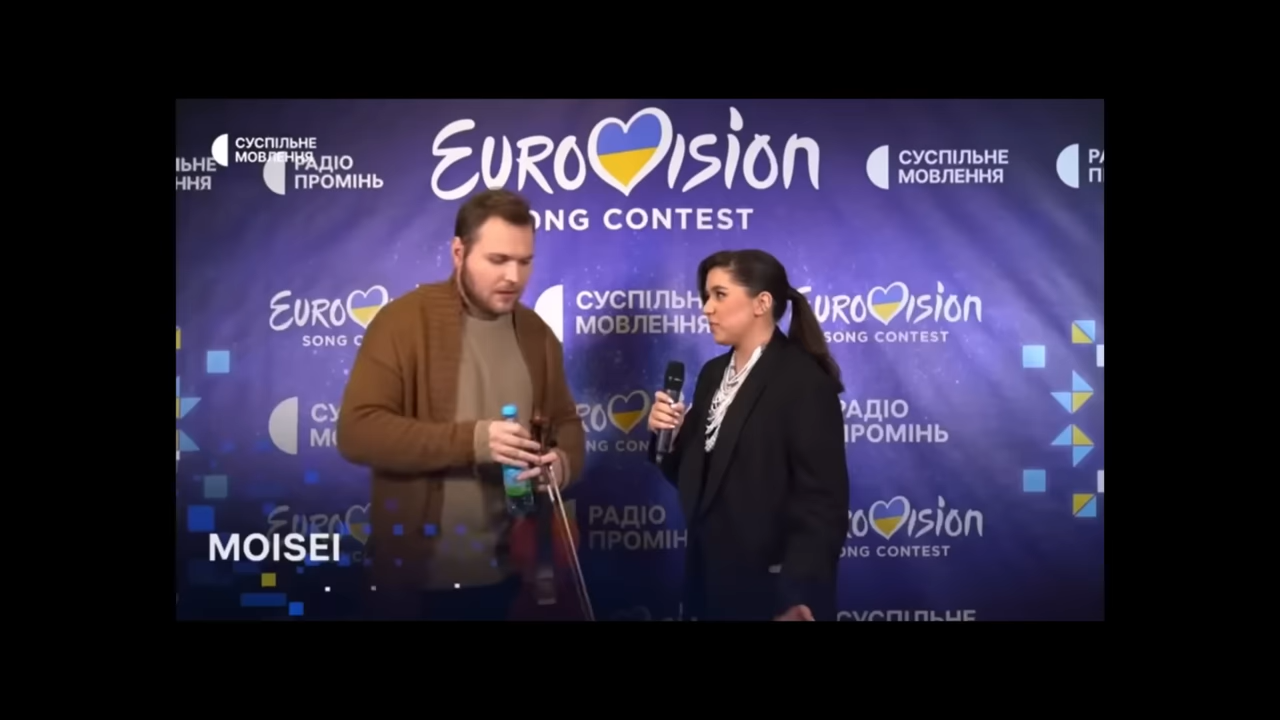 СУСПІЛЬНЕ
МОВЛЕННЯ
РАДІО
ПРОМІНЬ
EUROVISION
SONG CONTEST
СУСПІЛЬНЕ
МОВЛЕННЯ
EUROVISION
SONG CONTEST
СУСПІЛЬНЕ
МОВЛЕННЯ
EUROVISION
SONG CONTEST
РАДІО
ПРОМІНЬ
РАДІО
ПРОМІНЬ
EUROVISION
SONG CONTEST
MOISEI
СУСПІЛЬНЕ